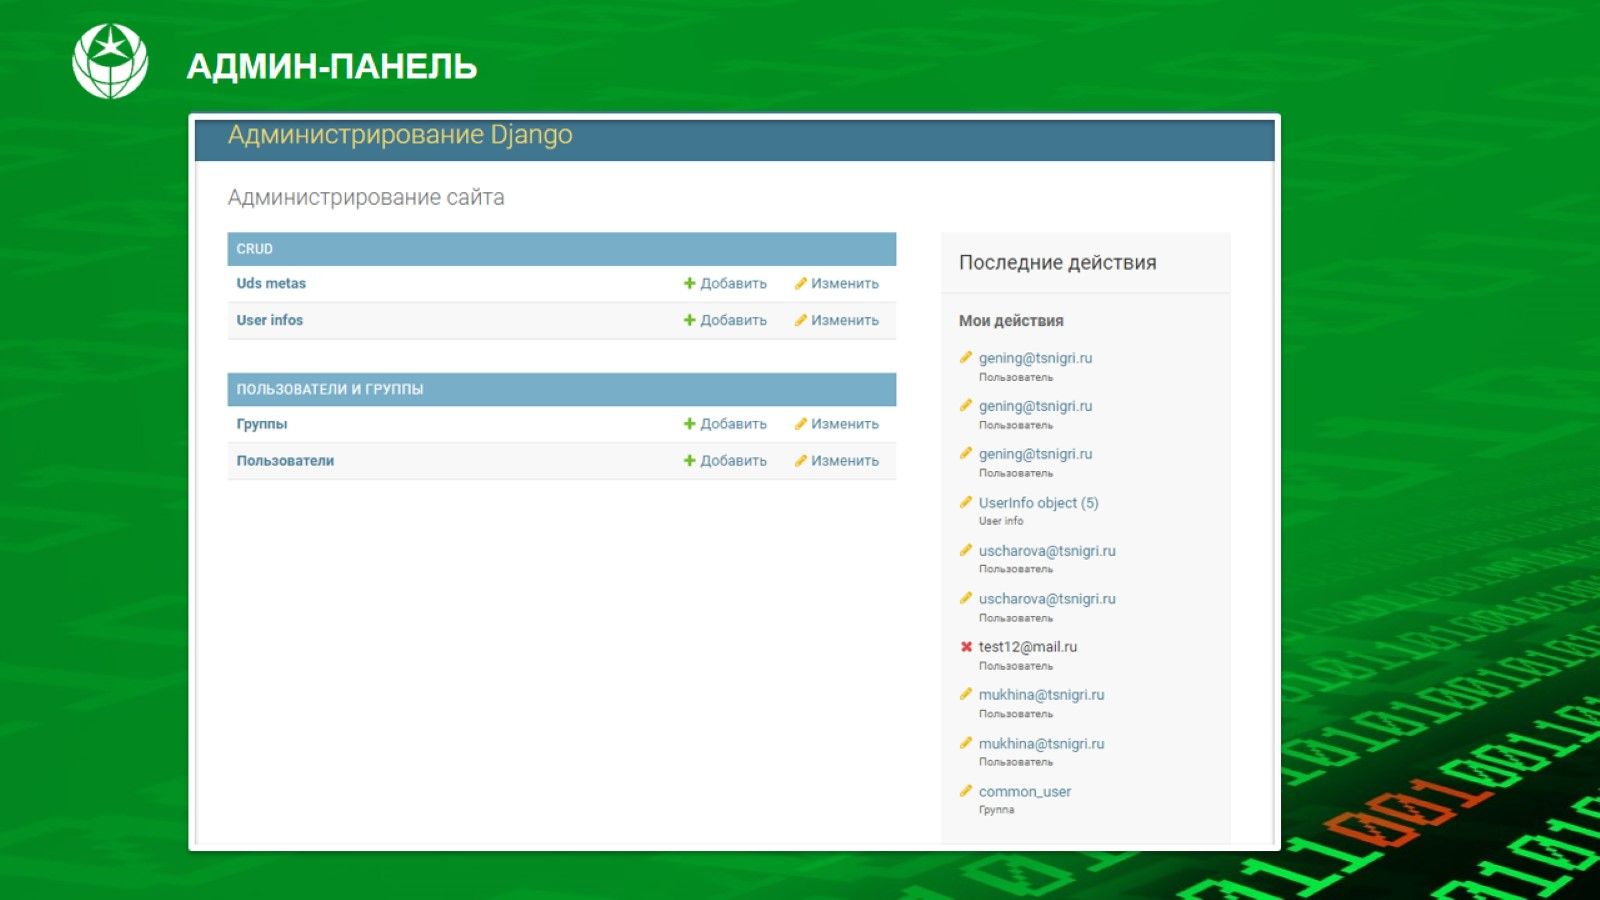 АДМИН-ПАНЕЛЬ
Администрирование Django
Администрирование сайта
CRUD
Uds metas Добавить Изменить
User infos Добавить Изменить
ПОЛЬЗОВАТЕЛИ И ГРУППЫ
Группы Добавить Изменить
Пользователи Добавить Изменить
Последние действия
Мои действия
gening@tsnigri.ru
Пользователь
gening@tsnigri.ru
Пользователь
gening@tsnigri.ru
Пользователь
UserInfo object (5)
User info
uscharova@tsnigri.ru
Пользователь
uscharova@tsnigri.ru
Пользователь
test12@mail.ru
Пользователь
mukhina@tsnigri.ru
Пользователь
mukhina@tsnigri.ru
Пользователь
common_user
Группа